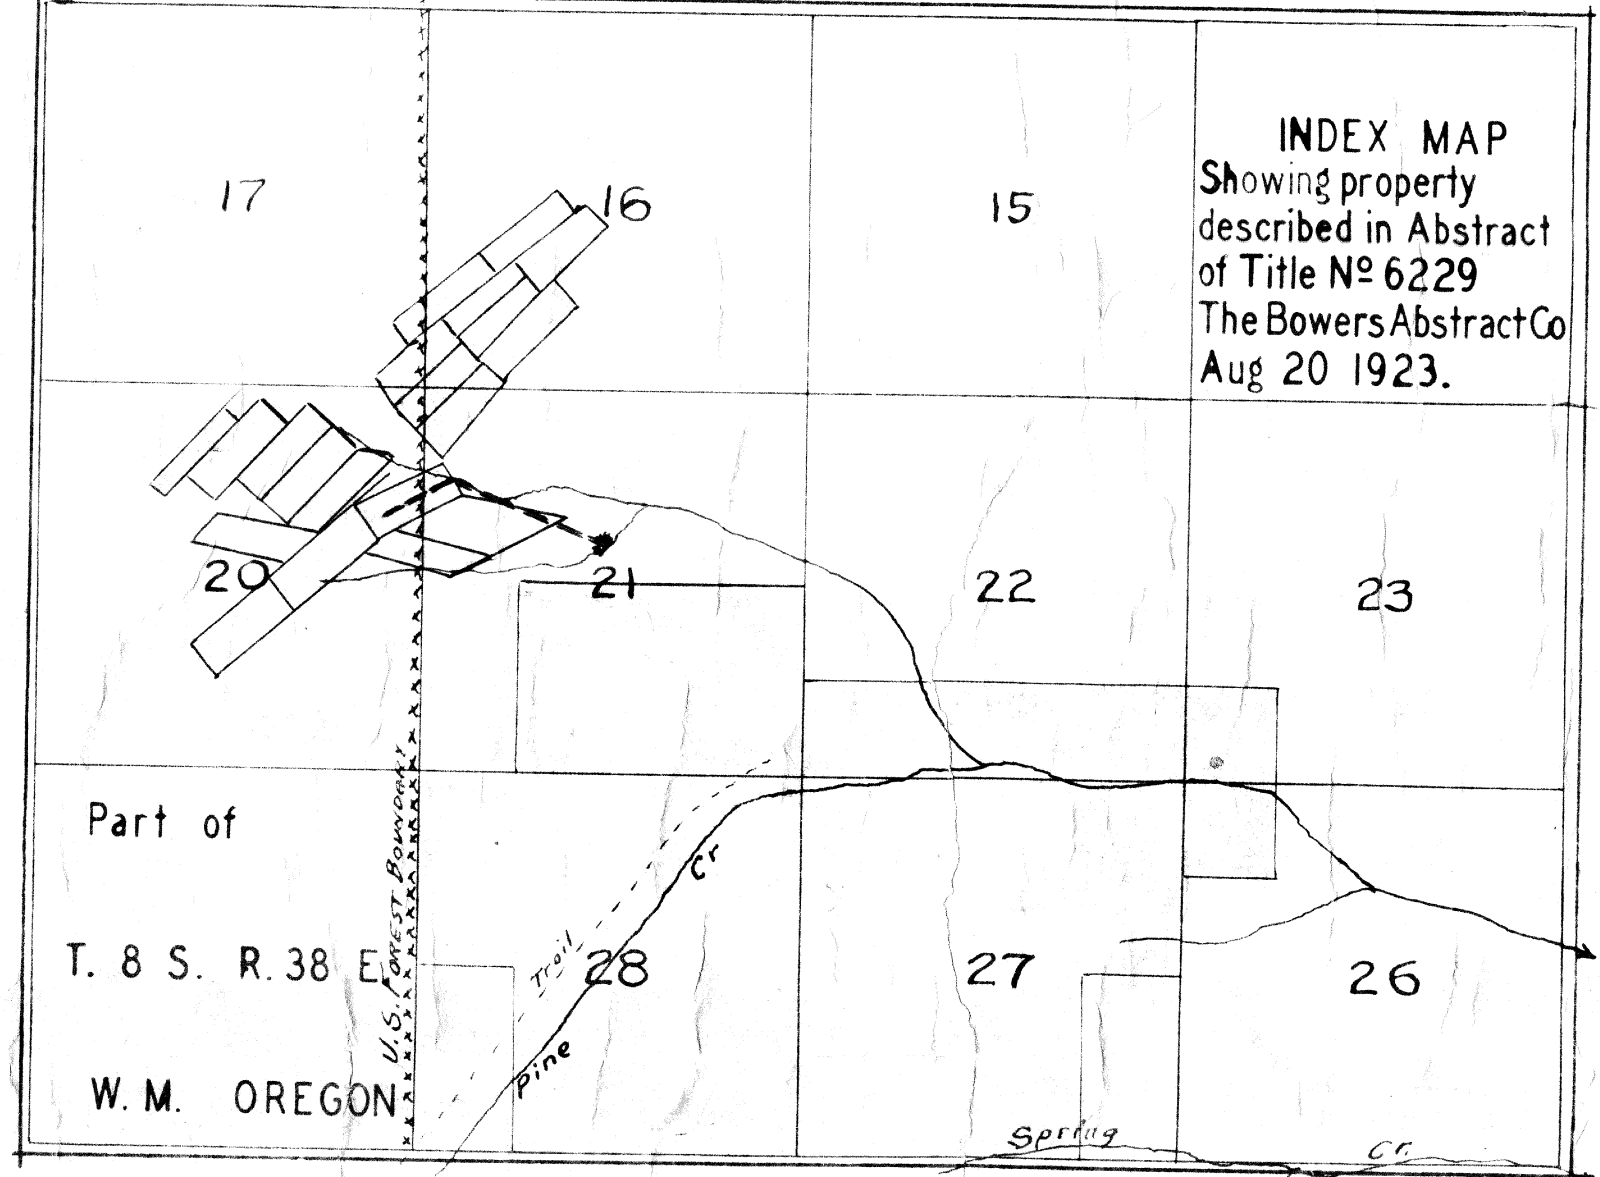 INDEX MAP
Showing property
described in Abstract
of Title Nº 6229
The Bowers Abstract Co
Aug 20 1923.
17
16
15
20
21
22
23
Part of
T. 8 S. R. 38 E.
W. M. OREGON
U.S. FOREST BOUNDARY
Trail
28
Pine Cr
27
26
Spring Cr.